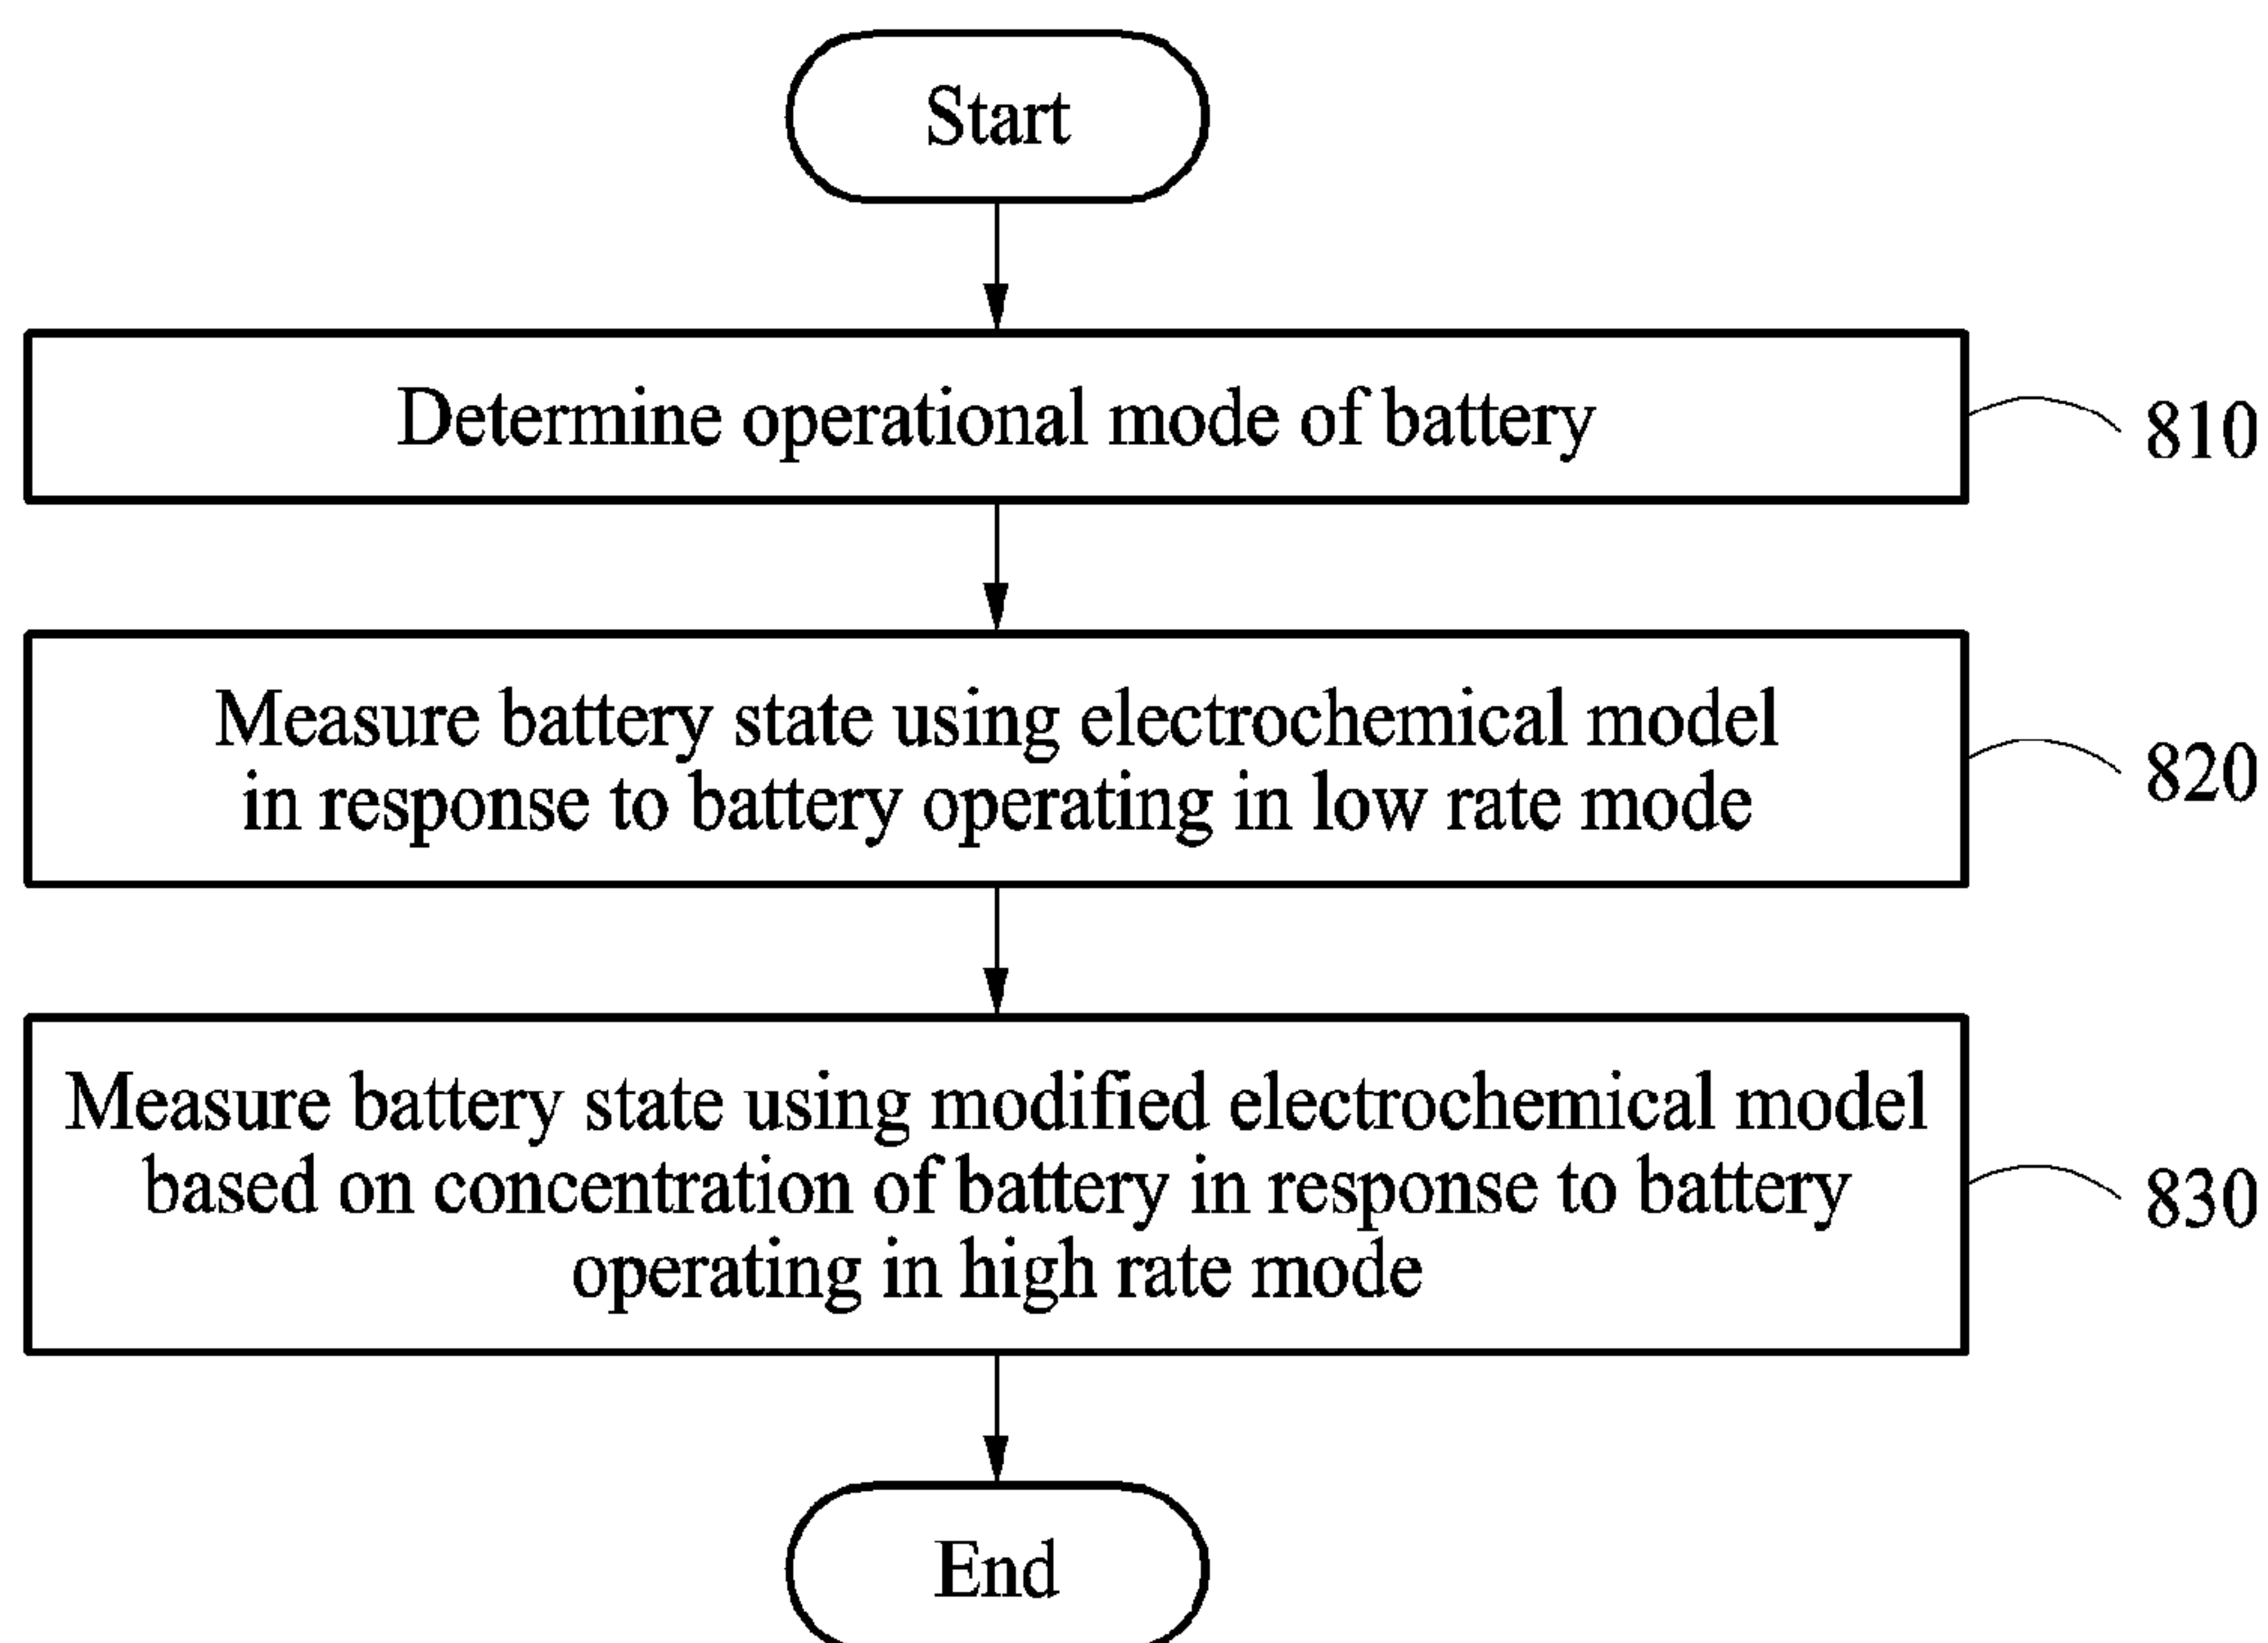 Start
Determine operational mode of battery
810
Measure battery state using electrochemical model
in response to battery operating in low rate mode
820
Measure battery state using modified electrochemical model
based on concentration of battery in response to battery
operating in high rate mode
830
End